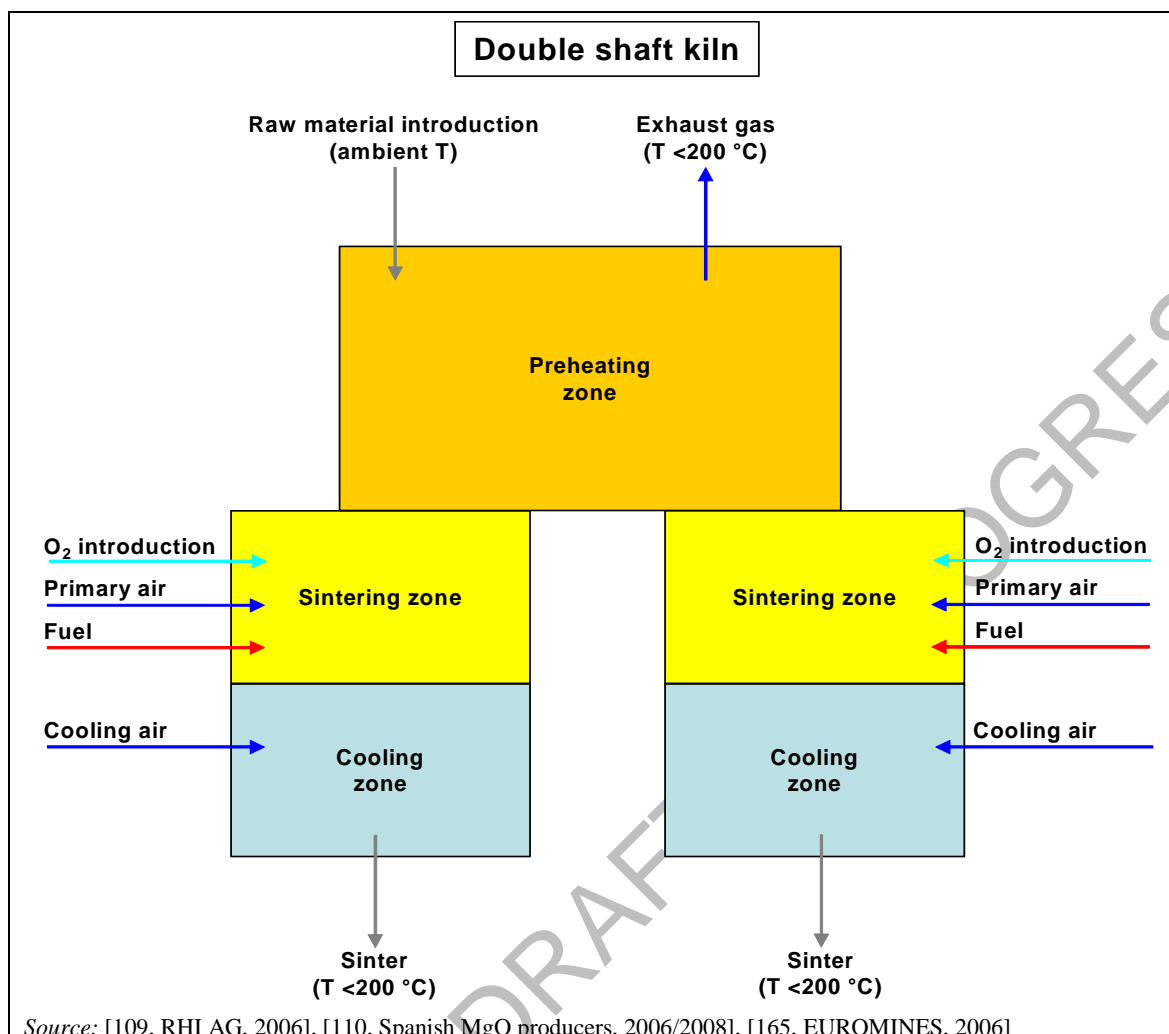 Double shaft kiln
Raw material introduction
(ambient T)
Exhaust gas
(T <200 °C)
Preheating
zone
O2 introduction
Primary air
Fuel
Sintering zone
Sintering zone
O2 introduction
Primary air
Fuel
Cooling air
Cooling
zone
Cooling
zone
Cooling air
Sinter
(T <200 °C)
Sinter
(T <200 °C)
DRAFT
OGRES
Source: [109, RHI AG, 2006], [110, Spanish MgO producers, 2006/2008], [165, EUROMINES, 2006]